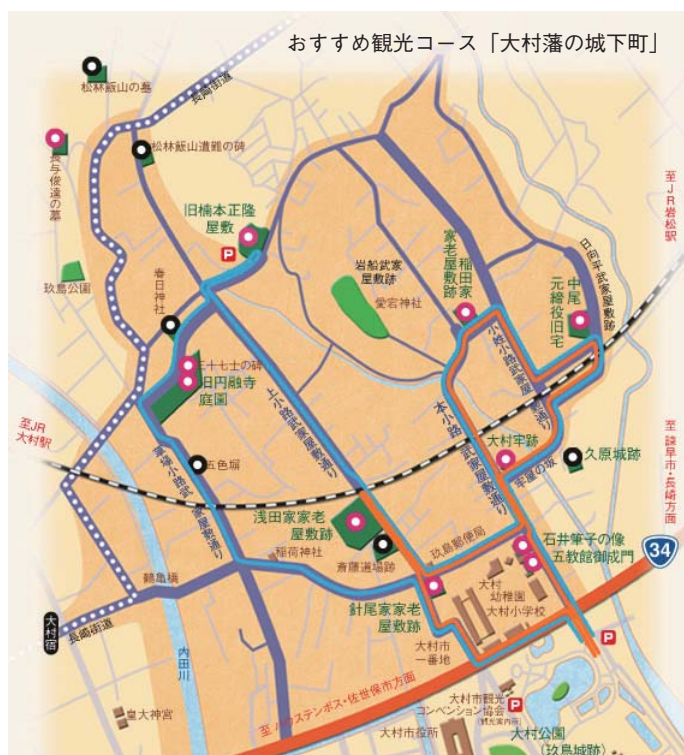 おすすめ観光コース「大村藩の城下町」
松林飯山の墓
長崎街道
長与俊達の墓
松林飯山遭難の碑
旧楠本正隆
屋敷
P
玖島公園
春日神社
岩船武家
屋敷跡
愛宕神社
稲田家
家老屋敷跡
中尾
元締役旧宅
日向平武家屋敷跡
至JR岩松駅
三十七士の碑
旧円融寺
庭園
上小路武家屋敷通り
小姓小路武家屋敷通り
本小路武家屋敷通り
至JR
大村駅
草場小路武家屋敷通り
五色塀
大村牢跡
牢屋の坂
久原城跡
至 諫早市・長崎方面
浅田家家老
屋敷跡
斎藤道場跡
玖島郵便局
石井筆子の像
五教館御成門
34
稲荷神社
鶴亀橋
針尾家家老
屋敷跡
大村
幼稚園
大村小学校
大村宿
長崎街道
内田川
大村市
一番地
P
至 ハウステンボス・佐世保市方面
皇大神宮
大村市観光
コンベンション協会
(観光案内所)
P
大村市役所
大村公園
(玖島城跡)